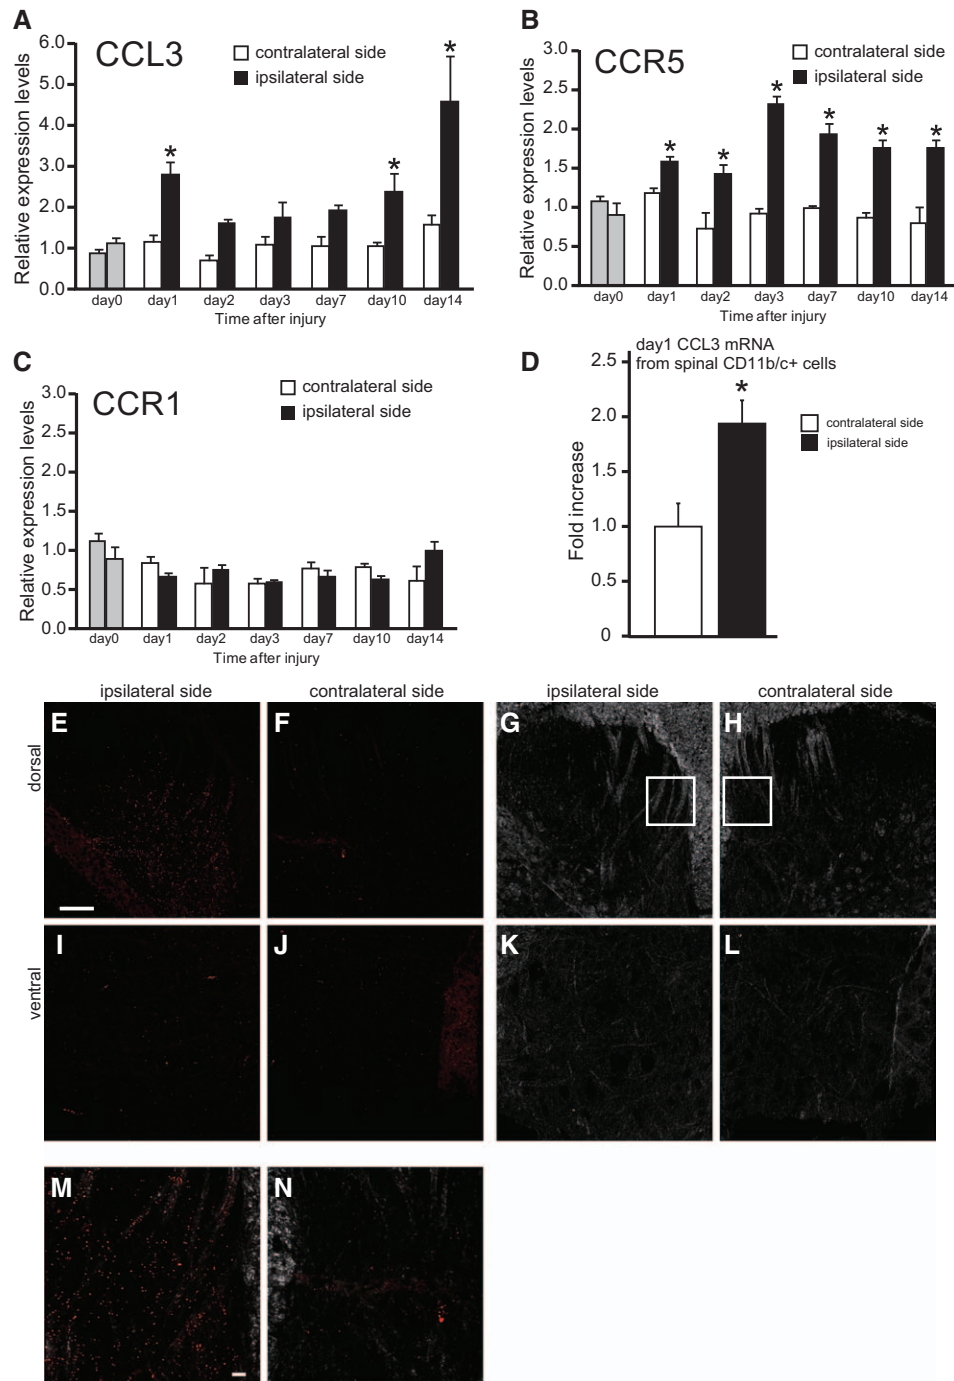 A
CCL3
contralateral side
ipsilateral side
Relative expression levels
6.0
5.0
4.0
3.0
2.0
1.0
0.0
*
*
*
day0 day1 day2 day3 day7 day10 day14
Time after injury
B
CCR5
contralateral side
ipsilateral side
Relative expression levels
3.0
2.5
2.0
1.5
1.0
0.5
0.0
*
*
*
*
*
*
day0 day1 day2 day3 day7 day10 day14
Time after injury
C
CCR1
contralateral side
ipsilateral side
Relative expression levels
3.0
2.5
2.0
1.5
1.0
0.5
0.0
day0 day1 day2 day3 day7 day10 day14
Time after injury
D
day1 CCL3 mRNA
from spinal CD11b/c+ cells
contralateral side
ipsilateral side
Fold increase
2.5
2.0
1.5
1.0
0.5
0
*
ipsilateral side contralateral side ipsilateral side contralateral side
dorsal
E F G H
ventral
I J K L
M N